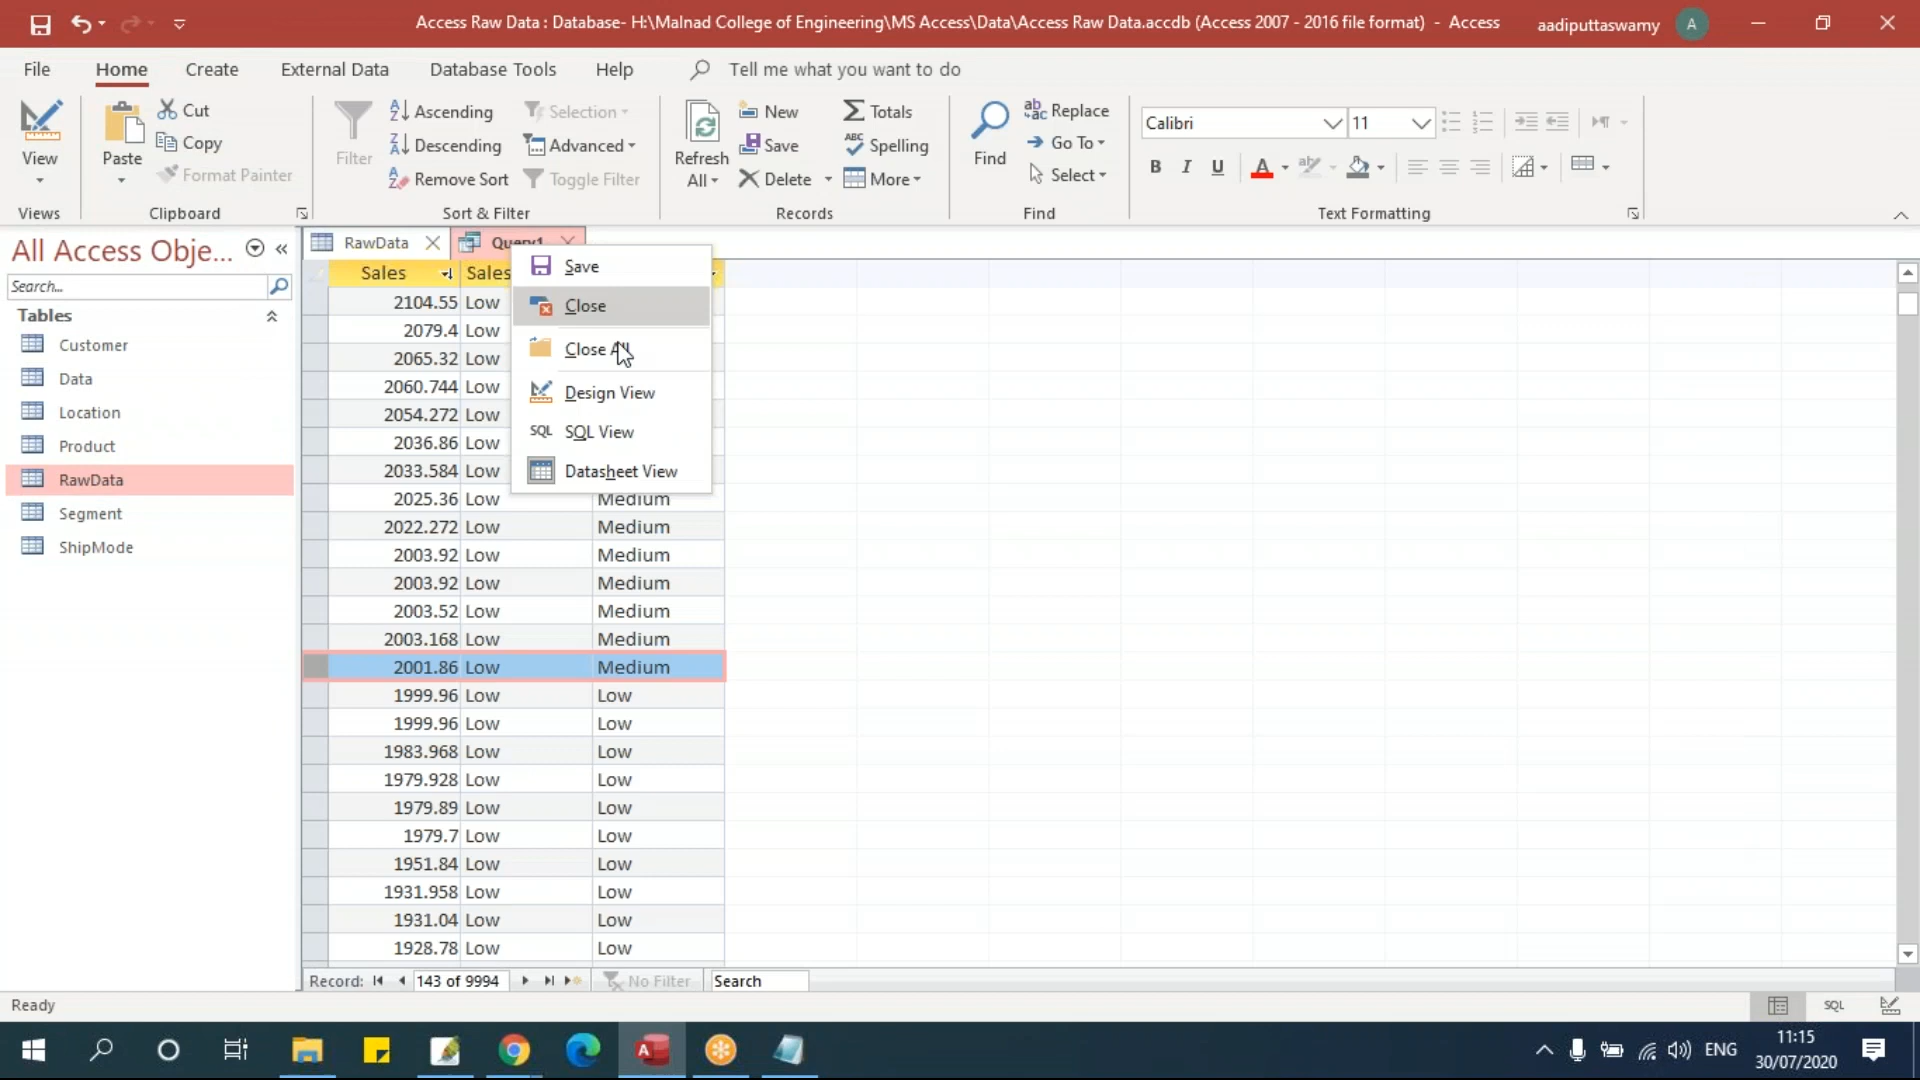 Access Raw Data : Database- H:\Malnad College of Engineering\MS Access\Data\Access Raw Data.accdb (Access 2007 - 2016 file format) - Access
aadiputtaswamy
A
File Home Create External Data Database Tools Help Tell me what you want to do
View
Views
Paste
Cut
Copy
Format Painter
Clipboard
Filter
Ascending
Descending
Remove Sort
Selection
Advanced
Toggle Filter
Sort & Filter
Refresh
All
New
Save
Delete
Totals
Spelling
More
Records
Find
Replace
Go To
Select
Find
Calibri
11
B I U
Text Formatting
All Access Obje...
Search...
Tables
Customer
Data
Location
Product
RawData
Segment
ShipMode
RawData
Query1
Save
Close
Close All
Design View
SQL SQL View
Datasheet View
Sales Sales
2104.55 Low
2079.4 Low
2065.32 Low
2060.744 Low
2054.272 Low
2036.86 Low
2033.584 Low
2025.36 Low Medium
2022.272 Low Medium
2003.92 Low Medium
2003.92 Low Medium
2003.52 Low Medium
2003.168 Low Medium
2001.86 Low Medium
1999.96 Low Low
1999.96 Low Low
1983.968 Low Low
1979.928 Low Low
1979.89 Low Low
1979.7 Low Low
1951.84 Low Low
1931.958 Low Low
1931.04 Low Low
1928.78 Low Low
Record: 143 of 9994 No Filter Search
Ready
SQL
ENG
11:15
30/07/2020